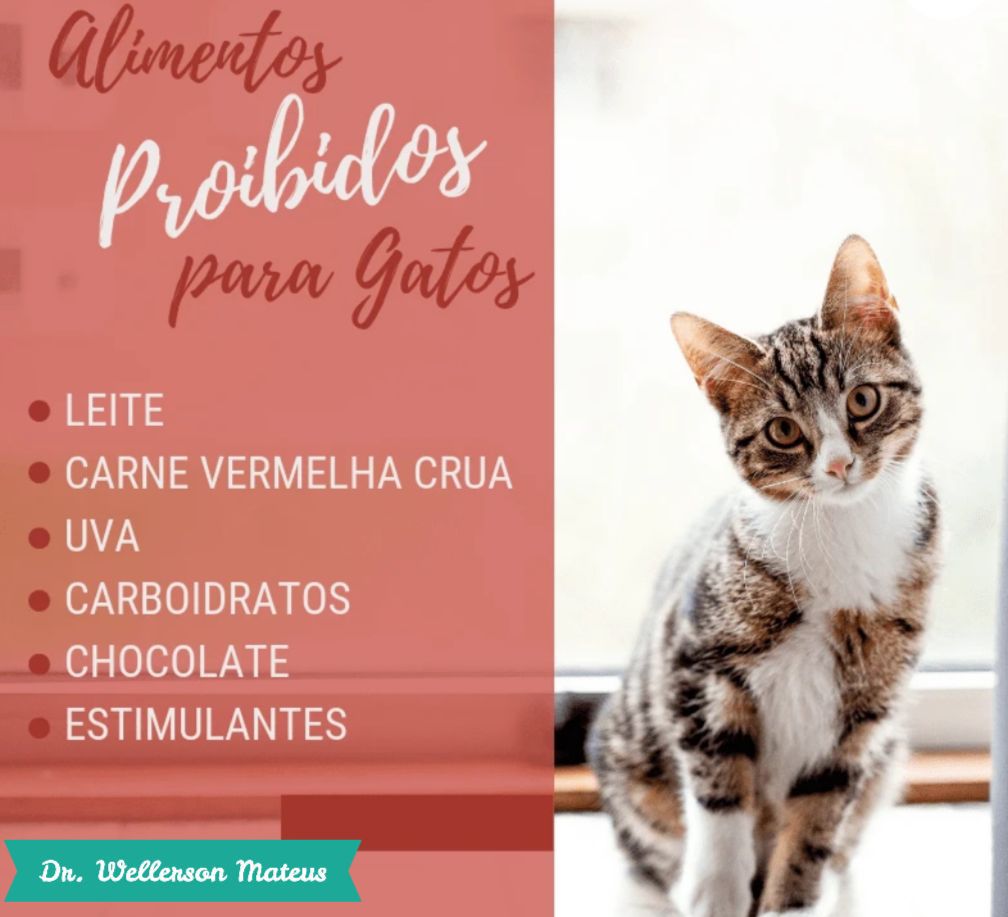 Alimentos
Proibidos
para Gatos
LEITE
CARNE VERMELHA CRUA
UVA
CARBOIDRATOS
CHOCOLATE
ESTIMULANTES
Dr. Wellerson Mateus